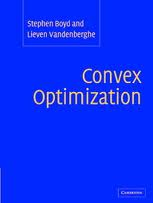 Stephen Boyd and
Lieven Vandenberghe
Convex
Optimization
CAMBRIDGE